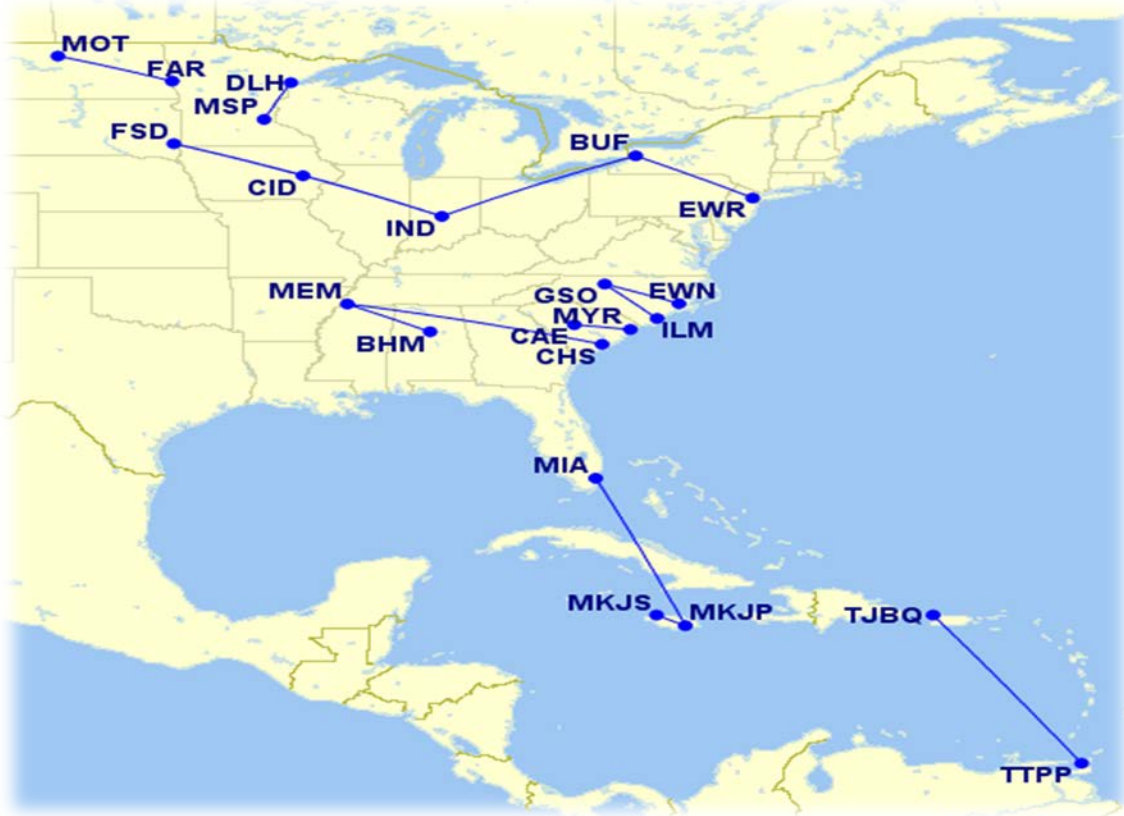 MOT
FAR
DLH
MSP
FSD
BUF
CID
EWR
IND
MEM
GSO
EWN
MYR
ILM
CAE
BHM
CHS
MIA
MKJS
MKJP
TJBQ
TTPP